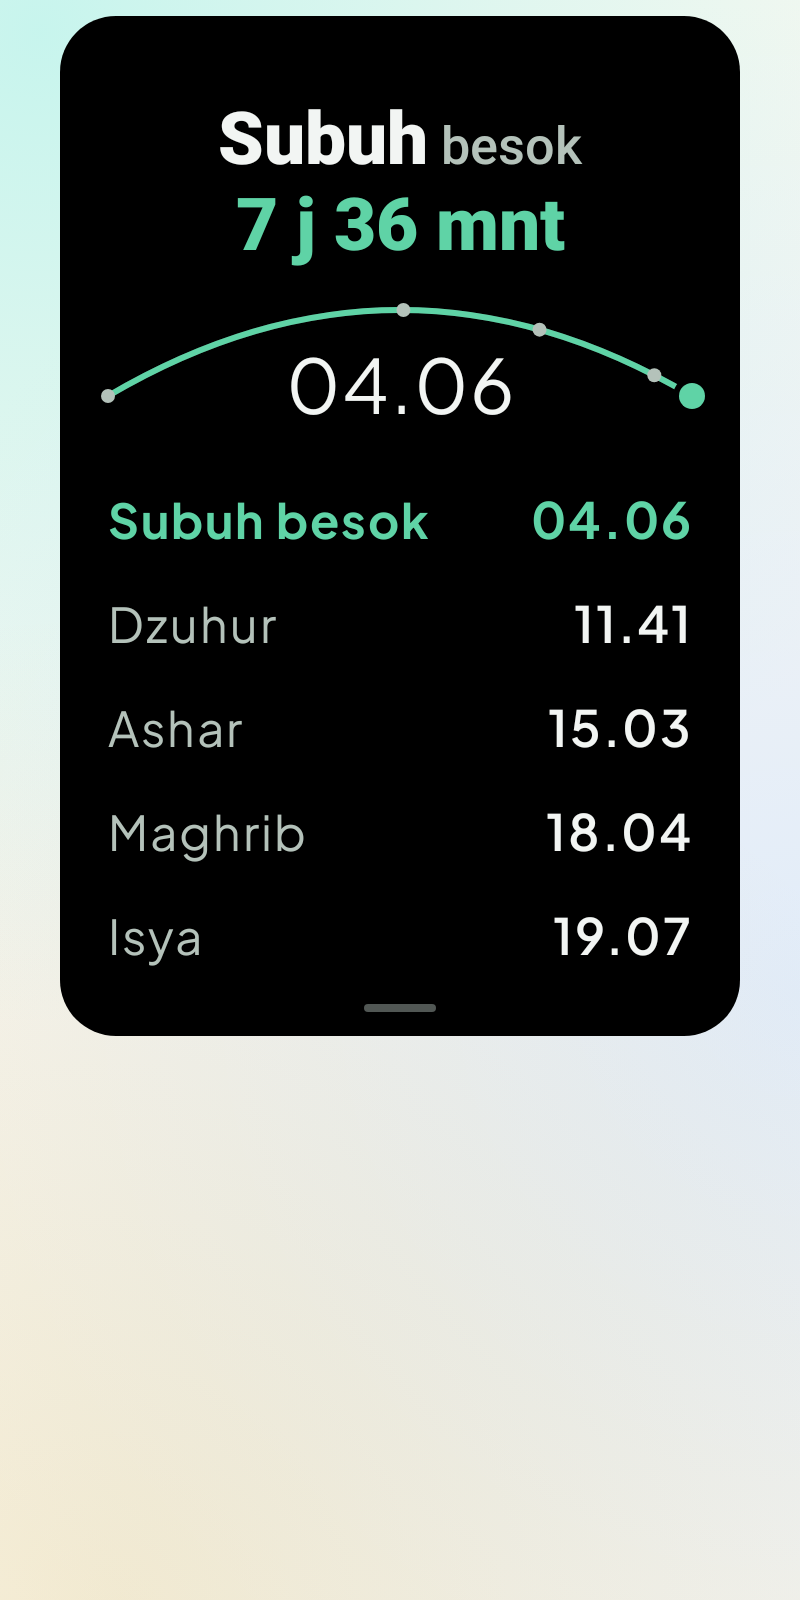 Subuh besok
7 j 36 mnt
04.06
Subuh besok 04.06
Dzuhur 11.41
Ashar 15.03
Maghrib 18.04
Isya 19.07